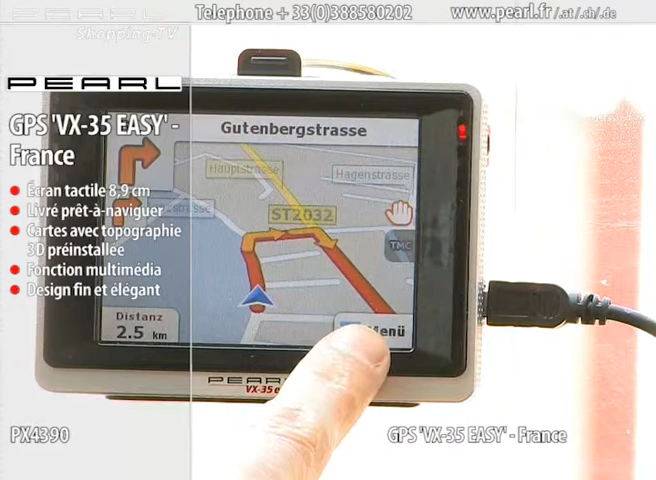 PEARL
Shopping-TV
Telephone + 33(0)388580202
www.pearl.fr /.at /.ch/.de
PEARL
GPS 'VX-35 EASY' -
France
Écran tactile 8,9 cm
Livré prêt-à-naviguer
Cartes avec topographie
3D préinstallée
Fonction multimédia
Design fin et élégant
Gutenbergstrasse
Hauptstrasse
Hagenstrasse
ST2032
TMC
Distanz
2.5 km
Menü
PEARL
VX-35
PX4390
GPS 'VX-35 EASY' - France